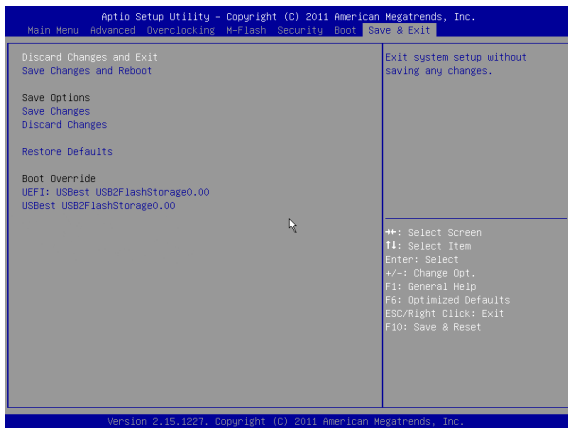 Aptio Setup Utility – Copyright (C) 2011 American Megatrends, Inc.
Main Menu Advanced Overclocking M-Flash Security Boot Save & Exit
Discard Changes and Exit
Save Changes and Reboot
Save Options
Save Changes
Discard Changes
Restore Defaults
Boot Override
UEFI: USBest USB2FlashStorage0.00
USBest USB2FlashStorage0.00
Exit system setup without
saving any changes.
→←: Select Screen
↑↓: Select Item
Enter: Select
+/-: Change Opt.
F1: General Help
F6: Optimized Defaults
ESC/Right Click: Exit
F10: Save & Reset
Version 2.15.1227. Copyright (C) 2011 American Megatrends, Inc.